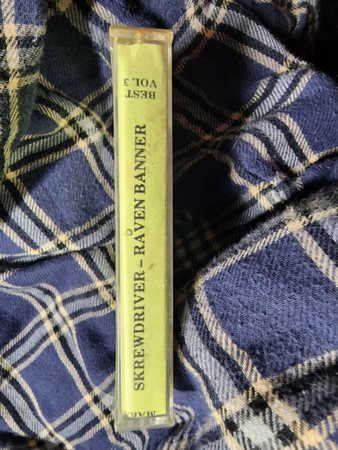 BEST
VOL 3
SKREWDRIVER – RAVEN BANNER